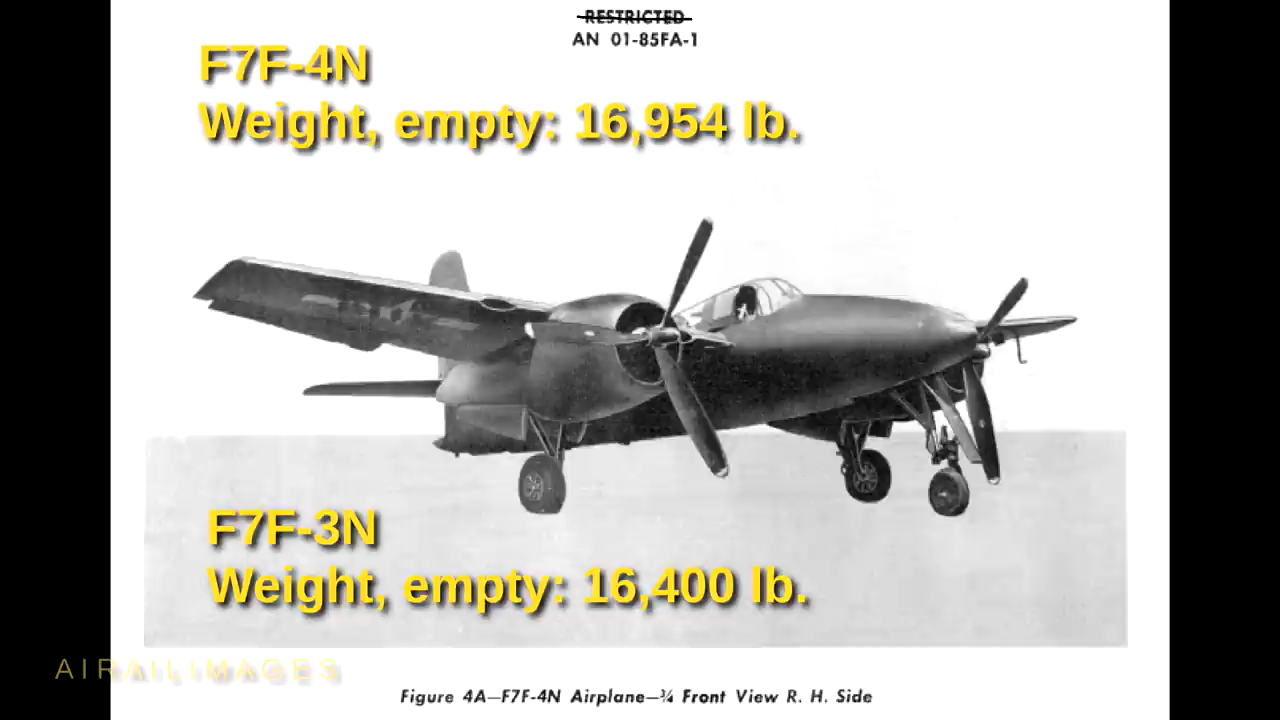 RESTRICTED
AN 01-85FA-1
F7F-4N
Weight, empty: 16,954 lb.
F7F-3N
Weight, empty: 16,400 lb.
AIRAILIMAGES
Figure 4A—F7F-4N Airplane—¾ Front View R. H. Side